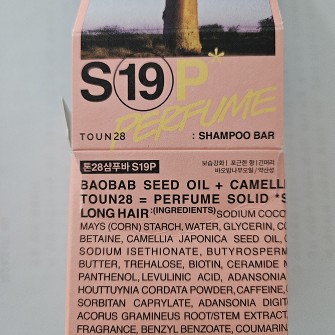 S19P*
PERFUME
TOUN28 : SHAMPOO BAR
톤28샴푸바 S19P
보습강화 | 포근한 향 | 긴머리
바오밥나무오일 / 약산성
BAOBAB SEED OIL + CAMELLI
TOUN28 = PERFUME SOLID *S
LONG HAIR:(INGREDIENTS) SODIUM COCO
MAYS (CORN) STARCH, WATER, GLYCERIN, CO
BETAINE, CAMELLIA JAPONICA SEED OIL,
SODIUM ISETHIONATE, BUTYROSPERM
BUTTER, TREHALOSE, BIOTIN, CERAMIDE N
PANTHENOL, LEVULINIC ACID, ADANSONIA
HOUTTUYNIA CORDATA POWDER, CAFFEINE,
SORBITAN CAPRYLATE, ADANSONIA DIGIT
ACORUS GRAMINEUS ROOT/STEM EXTRACT,
FRAGRANCE, BENZYL BENZOATE, COUMARIN